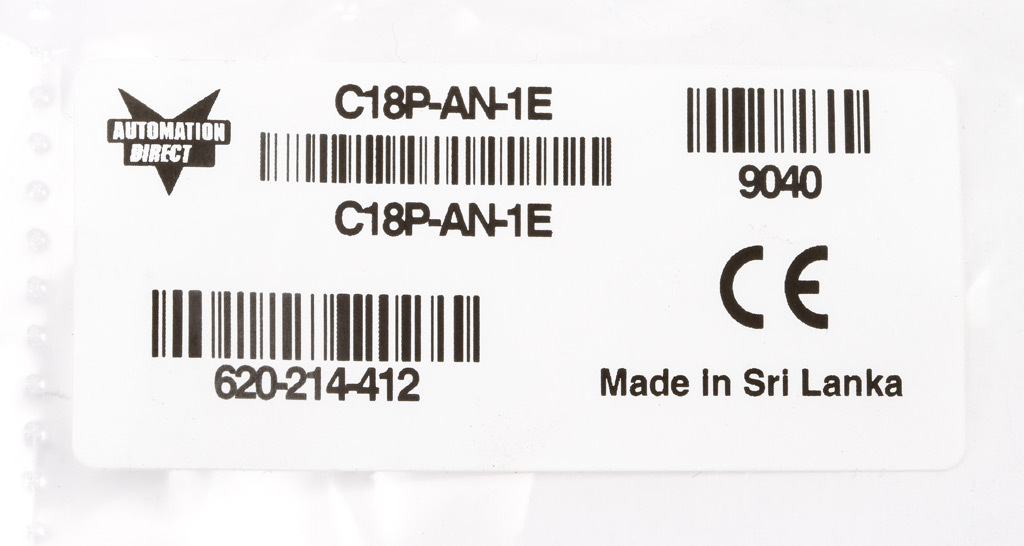 AUTOMATION
DIRECT
C18P-AN-1E
C18P-AN-1E
9040
CE
620-214-412
Made in Sri Lanka